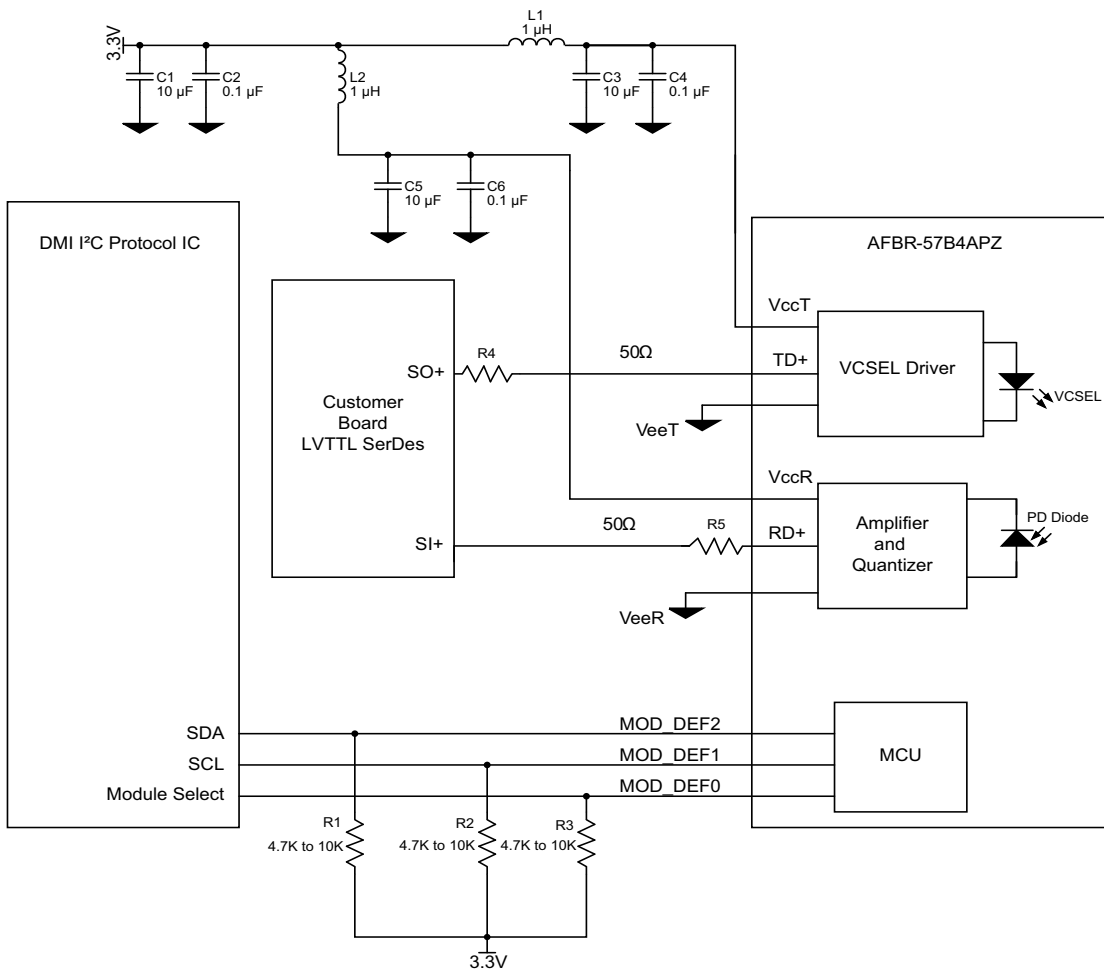 L1
1 µH
3.3V
C1
10 µF
C2
0.1 µF
L2
1 µH
C3
10 µF
C4
0.1 µF
C5
10 µF
C6
0.1 µF
DMI I²C Protocol IC
AFBR-57B4APZ
VccT
R4
50Ω
SO+
TD+
VCSEL Driver
VCSEL
Customer
Board
LVTTL SerDes
VeeT
VccR
50Ω
R5
SI+
RD+
Amplifier
and
Quantizer
PD Diode
VeeR
SDA
MOD_DEF2
SCL
MOD_DEF1
MCU
Module Select
MOD_DEF0
R1
4.7K to 10K
R2
4.7K to 10K
R3
4.7K to 10K
3.3V